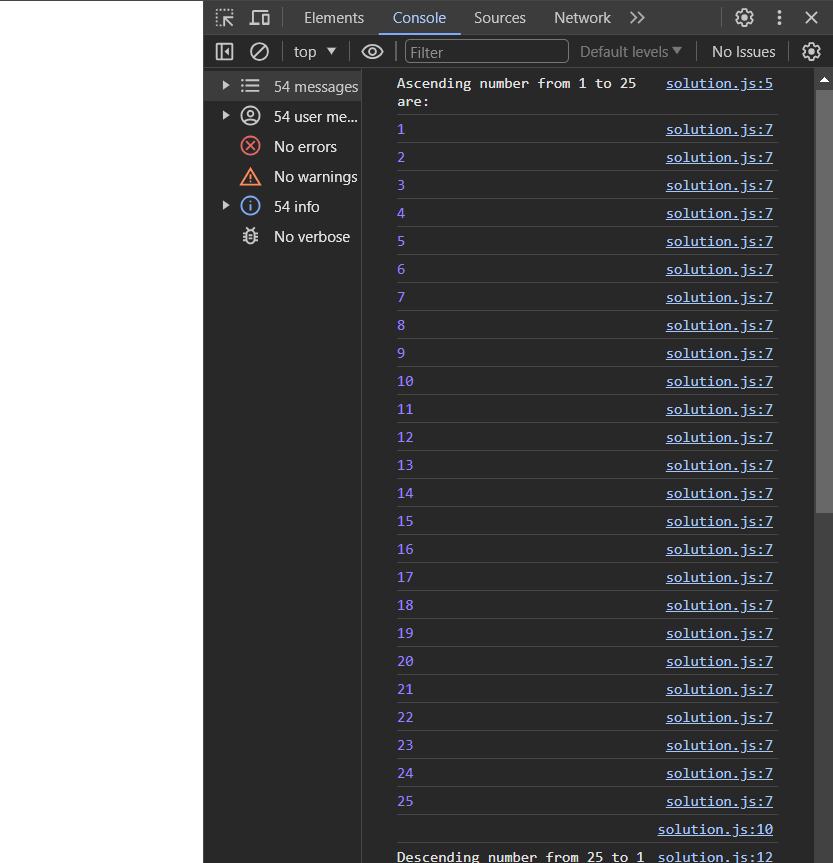 Elements Console Sources Network
top Filter Default levels No Issues
54 messages
54 user me...
No errors
No warnings
54 info
No verbose
Ascending number from 1 to 25 solution.js:5
are:
1 solution.js:7
2 solution.js:7
3 solution.js:7
4 solution.js:7
5 solution.js:7
6 solution.js:7
7 solution.js:7
8 solution.js:7
9 solution.js:7
10 solution.js:7
11 solution.js:7
12 solution.js:7
13 solution.js:7
14 solution.js:7
15 solution.js:7
16 solution.js:7
17 solution.js:7
18 solution.js:7
19 solution.js:7
20 solution.js:7
21 solution.js:7
22 solution.js:7
23 solution.js:7
24 solution.js:7
25 solution.js:7
solution.js:10
Descending number from 25 to 1 solution.js:12